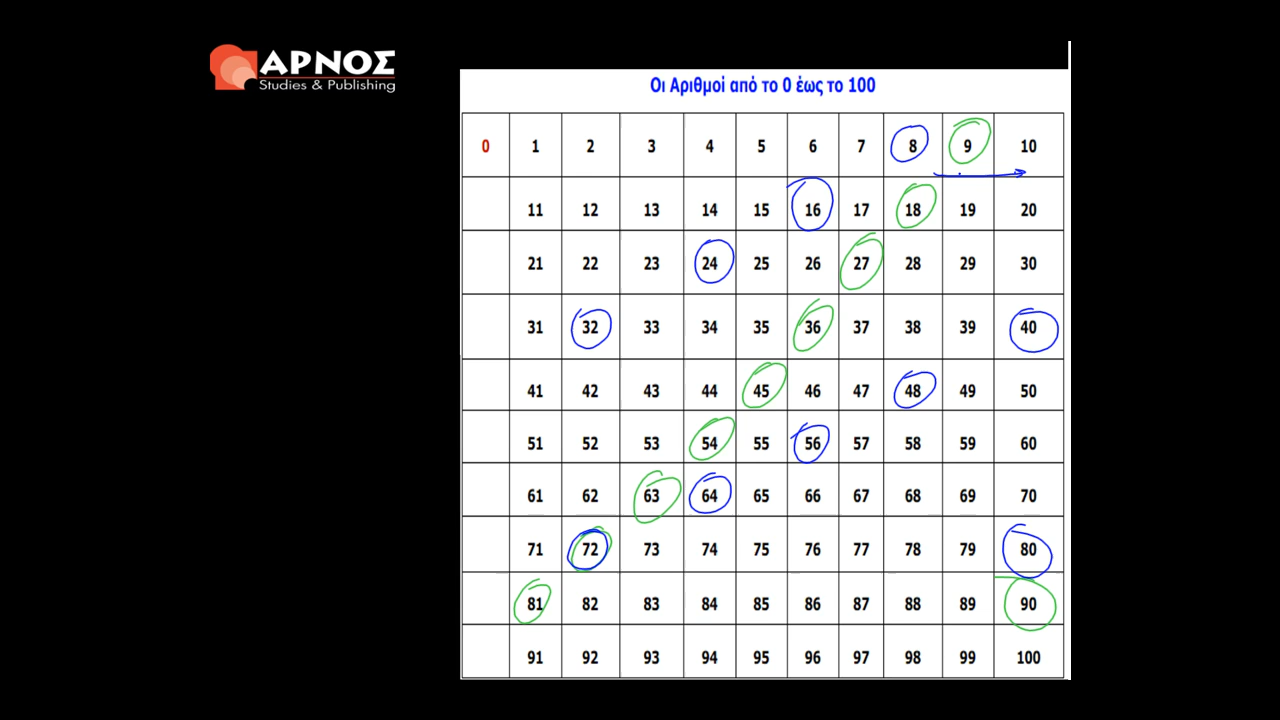 ΑΡΝΟΣ
Studies & Publishing
Οι Αριθμοί από το 0 έως το 100
0 1 2 3 4 5 6 7 8 9 10
11 12 13 14 15 16 17 18 19 20
21 22 23 24 25 26 27 28 29 30
31 32 33 34 35 36 37 38 39 40
41 42 43 44 45 46 47 48 49 50
51 52 53 54 55 56 57 58 59 60
61 62 63 64 65 66 67 68 69 70
71 72 73 74 75 76 77 78 79 80
81 82 83 84 85 86 87 88 89 90
91 92 93 94 95 96 97 98 99 100